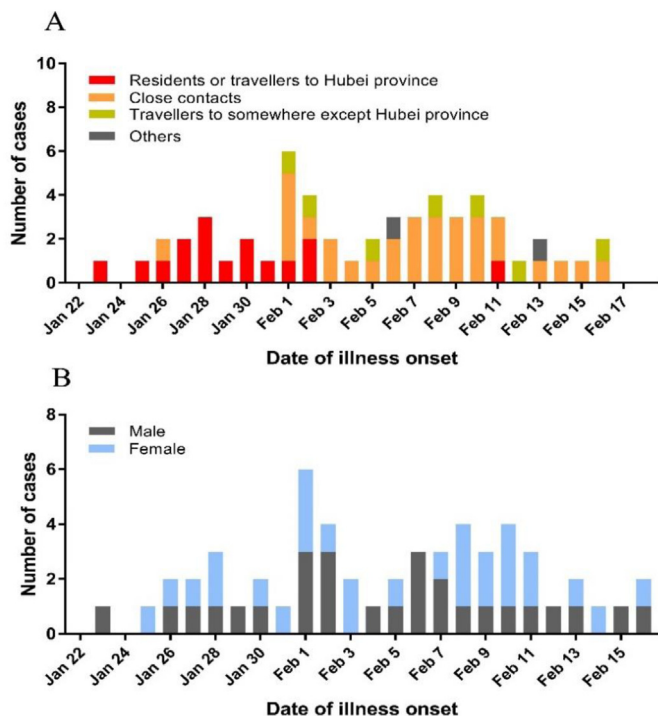 A
Residents or travellers to Hubei province
Close contacts
Travellers to somewhere except Hubei province
Others
Number of cases
10
8
6
4
2
0
Jan 22 Jan 24 Jan 26 Jan 28 Jan 30 Feb 1 Feb 3 Feb 5 Feb 7 Feb 9 Feb 11 Feb 13 Feb 15 Feb 17
Date of illness onset
B
Male
Female
Number of cases
8
6
4
2
0
Jan 22 Jan 24 Jan 26 Jan 28 Jan 30 Feb 1 Feb 3 Feb 5 Feb 7 Feb 9 Feb 11 Feb 13 Feb 15
Date of illness onset